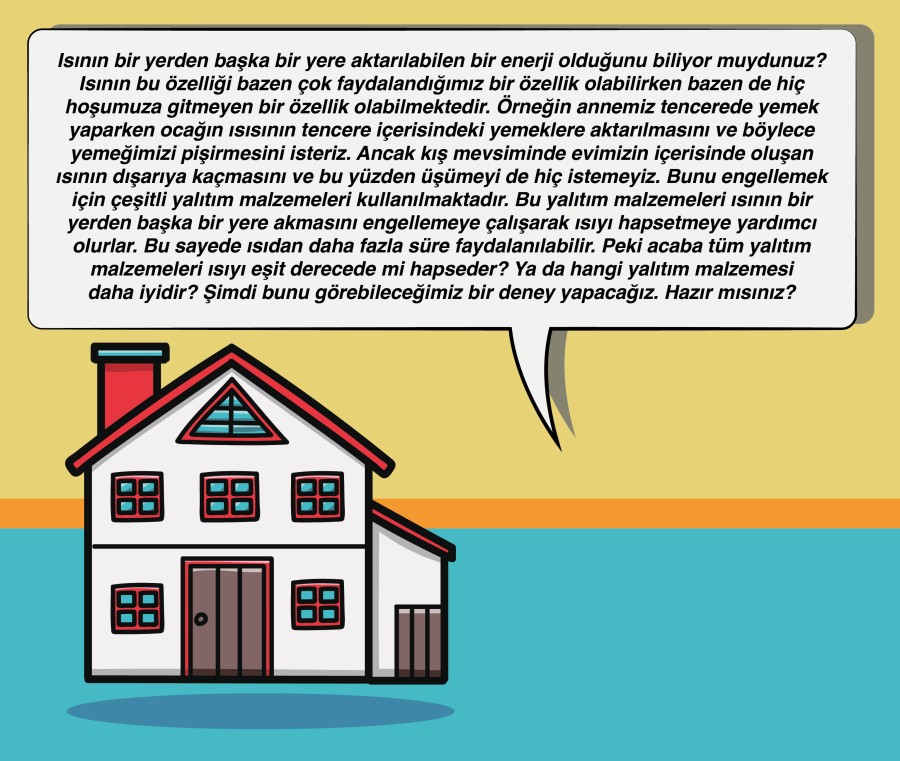 Isının bir yerden başka bir yere aktarılabilen bir enerji olduğunu biliyor muydunuz?
Isının bu özelliği bazen çok faydalandığımız bir özellik olabilirken bazen de hiç
hoşumuza gitmeyen bir özellik olabilmektedir. Örneğin annemiz tencerede yemek
yaparken ocağın ısısının tencere içerisindeki yemeklere aktarılmasını ve böylece
yemeğimizi pişirmesini isteriz. Ancak kış mevsiminde evimizin içerisinde oluşan
ısının dışarıya kaçmasını ve bu yüzden üşümeyi de hiç istemeyiz. Bunu engellemek
için çeşitli yalıtım malzemeleri kullanılmaktadır. Bu yalıtım malzemeleri ısının bir
yerden başka bir yere akmasını engellemeye çalışarak ısıyı hapsetmeye yardımcı
olurlar. Bu sayede ısıdan daha fazla süre faydalanılabilir. Peki acaba tüm yalıtım
malzemeleri ısıyı eşit derecede mi hapseder? Ya da hangi yalıtım malzemesi
daha iyidir? Şimdi bunu görebileceğimiz bir deney yapacağız. Hazır mısınız?